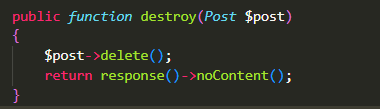 public function destroy(Post $post)
{
    $post->delete();
    return response()->noContent();
}